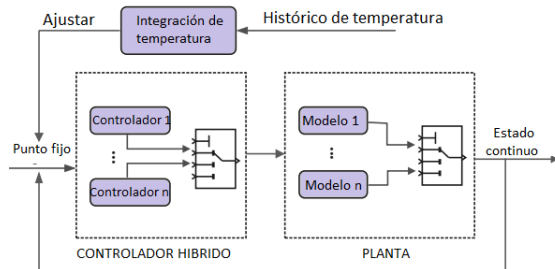 Ajustar
Integración de
temperatura
Histórico de temperatura
Punto fijo
-
Controlador 1
...
Controlador n
CONTROLADOR HIBRIDO
Modelo 1
...
Modelo n
PLANTA
Estado
continuo